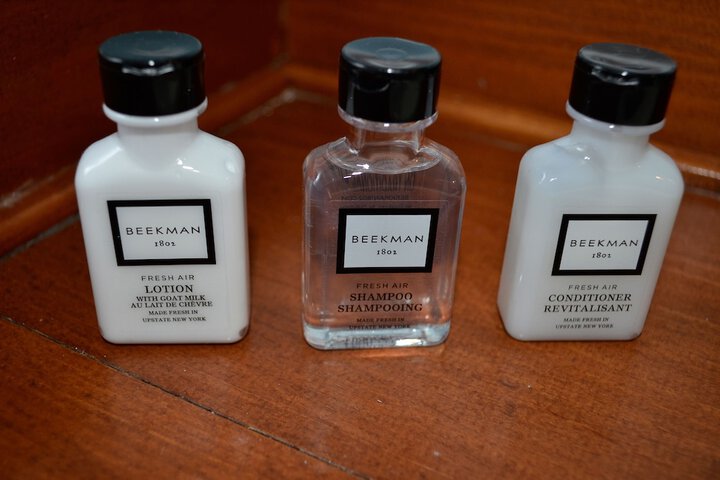 BEEKMAN
1802
FRESH AIR
LOTION
WITH GOAT MILK
AU LAIT DE CHÈVRE
MADE FRESH IN
UPSTATE NEW YORK
BEEKMAN
1802
FRESH AIR
SHAMPOO
SHAMPOOING
MADE FRESH IN
UPSTATE NEW YORK
BEEKMAN
1802
FRESH AIR
CONDITIONER
REVITALISANT
MADE FRESH IN
UPSTATE NEW YORK